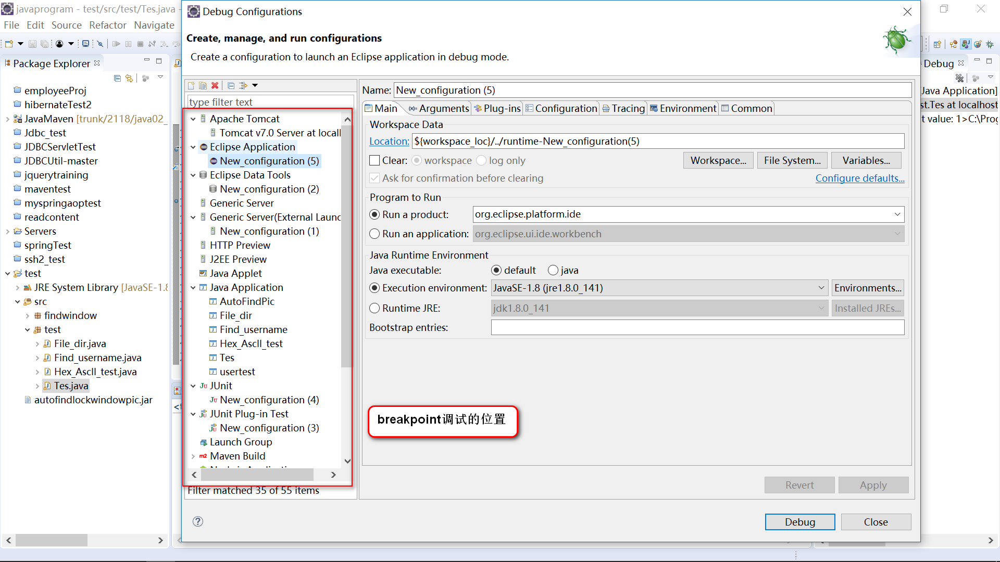 javaprogram - test/src/test/Tes.java -
File Edit Source Refactor Navigate
Package Explorer
employeeProj
hibernateTest2
JavaMaven [trunk/2118/java02_
Jdbc_test
JDBCServletTest
JDBCUtil-master
jquerytraining
maventest
myspringaoptest
readcontent
Servers
springTest
ssh2_test
test
JRE System Library [JavaSE-1.8
src
findwindow
test
File_dir.java
Find_username.java
Hex_Ascll_test.java
Tes.java
autofindlockwindowpic.jar
Debug Configurations
Create, manage, and run configurations
Create a configuration to launch an Eclipse application in debug mode.
type filter text
Apache Tomcat
Tomcat v7.0 Server at locall
Eclipse Application
New_configuration (5)
Eclipse Data Tools
New_configuration (2)
Generic Server
Generic Server(External Launc
New_configuration (1)
HTTP Preview
J2EE Preview
Java Applet
Java Application
AutoFindPic
File_dir
Find_username
Hex_Ascll_test
Tes
usertest
JUnit
New_configuration (4)
JUnit Plug-in Test
New_configuration (3)
Launch Group
Maven Build
Filter matched 35 of 55 items
Name: New_configuration (5)
Main Arguments Plug-ins Configuration Tracing Environment Common
Workspace Data
Location: ${workspace_loc}/../runtime-New_configuration(5)
Clear: workspace log only Workspace... File System... Variables...
Ask for confirmation before clearing Configure defaults...
Program to Run
Run a product: org.eclipse.platform.ide
Run an application: org.eclipse.ui.ide.workbench
Java Runtime Environment
Java executable: default java
Execution environment: JavaSE-1.8 (jre1.8.0_141) Environments...
Runtime JRE: jdk1.8.0_141 Installed JREs...
Bootstrap entries:
breakpoint调试的位置
Revert Apply
Debug Close
Debug
Java Application]
st.Tes at localhost
t value: 1>C:\Prog